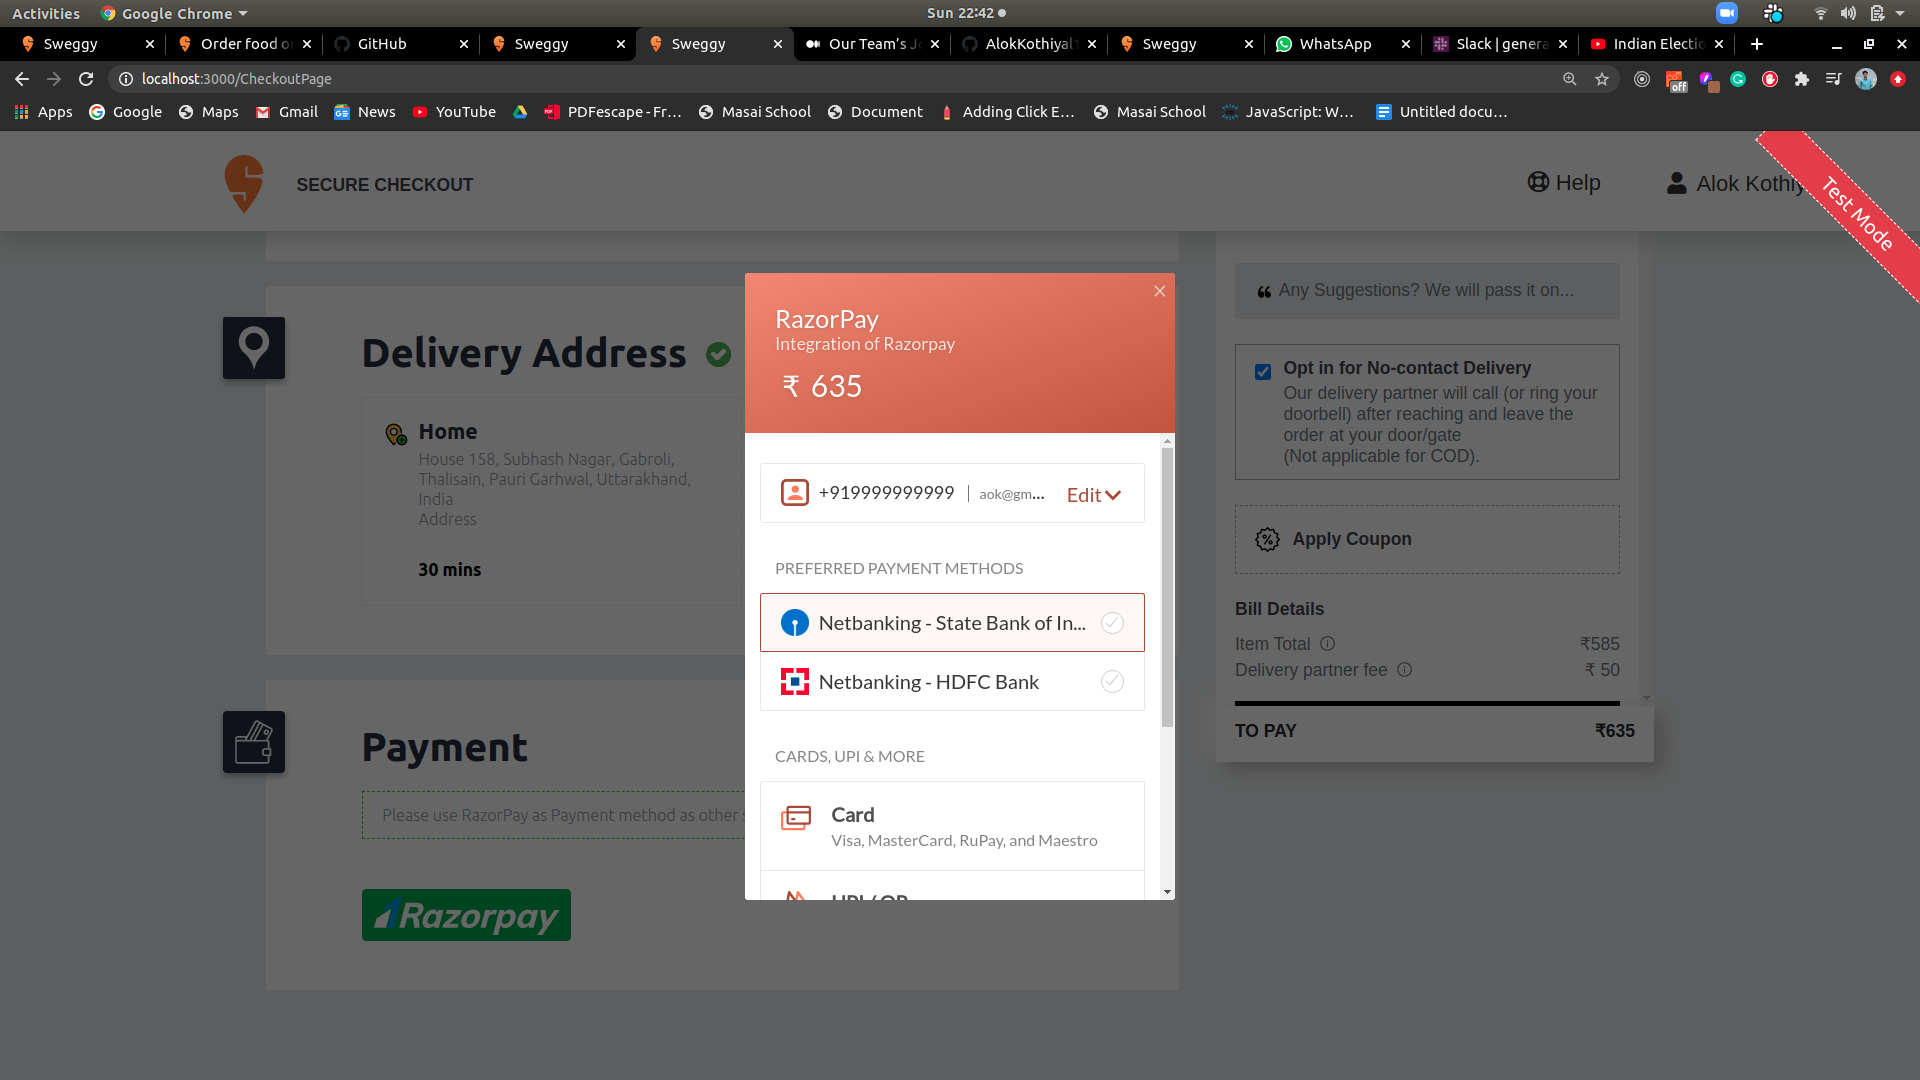 Activities
Google Chrome
Sun 22:42
Sweggy
Order food o
GitHub
Sweggy
Sweggy
Our Team's J
AlokKothiyal
Sweggy
WhatsApp
Slack | genera
Indian Electio
localhost:3000/CheckoutPage
off
Apps
Google
Maps
Gmail
News
YouTube
PDFescape - Fr...
Masai School
Document
Adding Click E...
Masai School
JavaScript: W...
Untitled docu...
SECURE CHECKOUT
Help
Alok Kothiy
Test Mode
Delivery Address
Home
House 158, Subhash Nagar, Gabroli,
Thalisain, Pauri Garhwal, Uttarakhand,
India
Address
30 mins
Payment
Please use RazorPay as Payment method as other
Razorpay
RazorPay
Integration of Razorpay
₹ 635
+919999999999
aok@gm...
Edit
PREFERRED PAYMENT METHODS
Netbanking - State Bank of In...
Netbanking - HDFC Bank
CARDS, UPI & MORE
Card
Visa, MasterCard, RuPay, and Maestro
UPI / QR
Any Suggestions? We will pass it on...
Opt in for No-contact Delivery
Our delivery partner will call (or ring your
doorbell) after reaching and leave the
order at your door/gate
(Not applicable for COD).
Apply Coupon
Bill Details
Item Total ₹585
Delivery partner fee ₹ 50
TO PAY ₹635